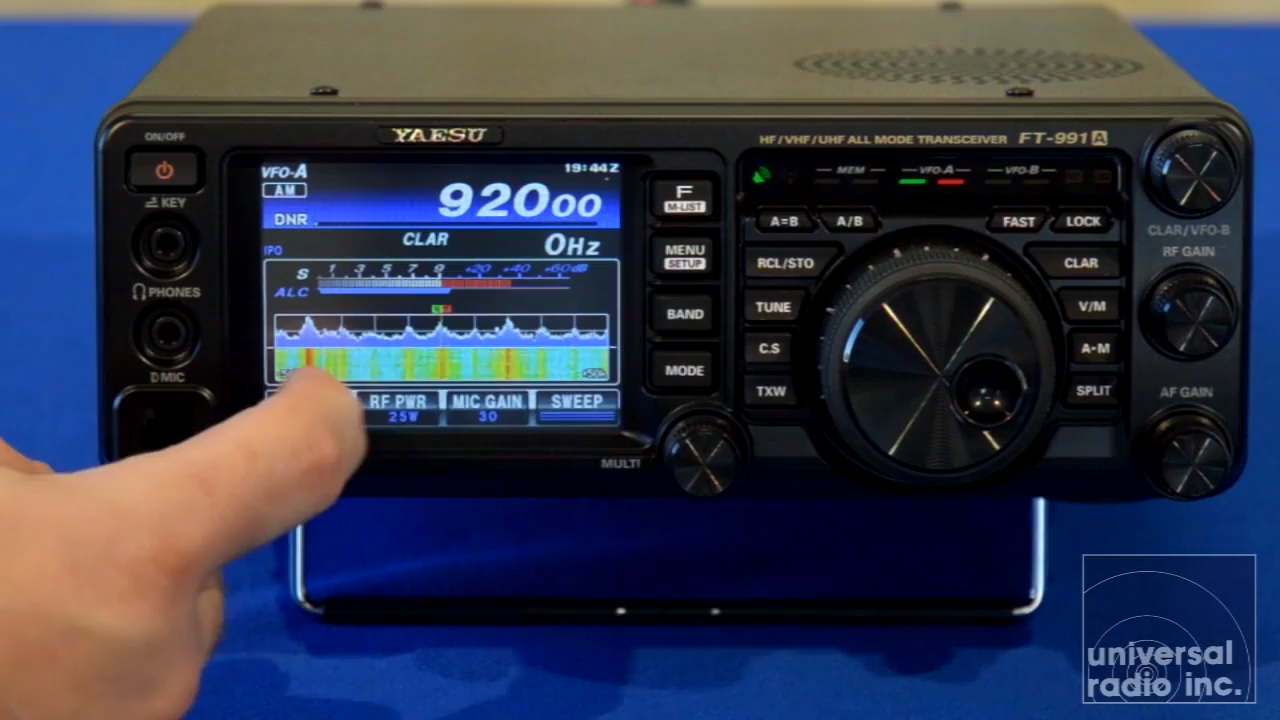 ON/OFF
KEY
PHONES
DMIC
YAESU
HF/VHF/UHF ALL MODE TRANSCEIVER FT-991A
VFO-A
19:44Z
AM
92000
DNR
IPO
CLAR
0Hz
S 1 3 5 7 9 +20 +40 +60dB
ALC
RF PWR
25W
MIC GAIN
30
SWEEP
F
M-LIST
MENU
SETUP
BAND
MODE
MULTI
MEM VFO-A VFO-B
A=B A/B FAST LOCK
RCL/STO
TUNE
C.S
TXW
CLAR
V/M
A▸M
SPLIT
CLAR/VFO-B
RF GAIN
AF GAIN
universal
radio inc.